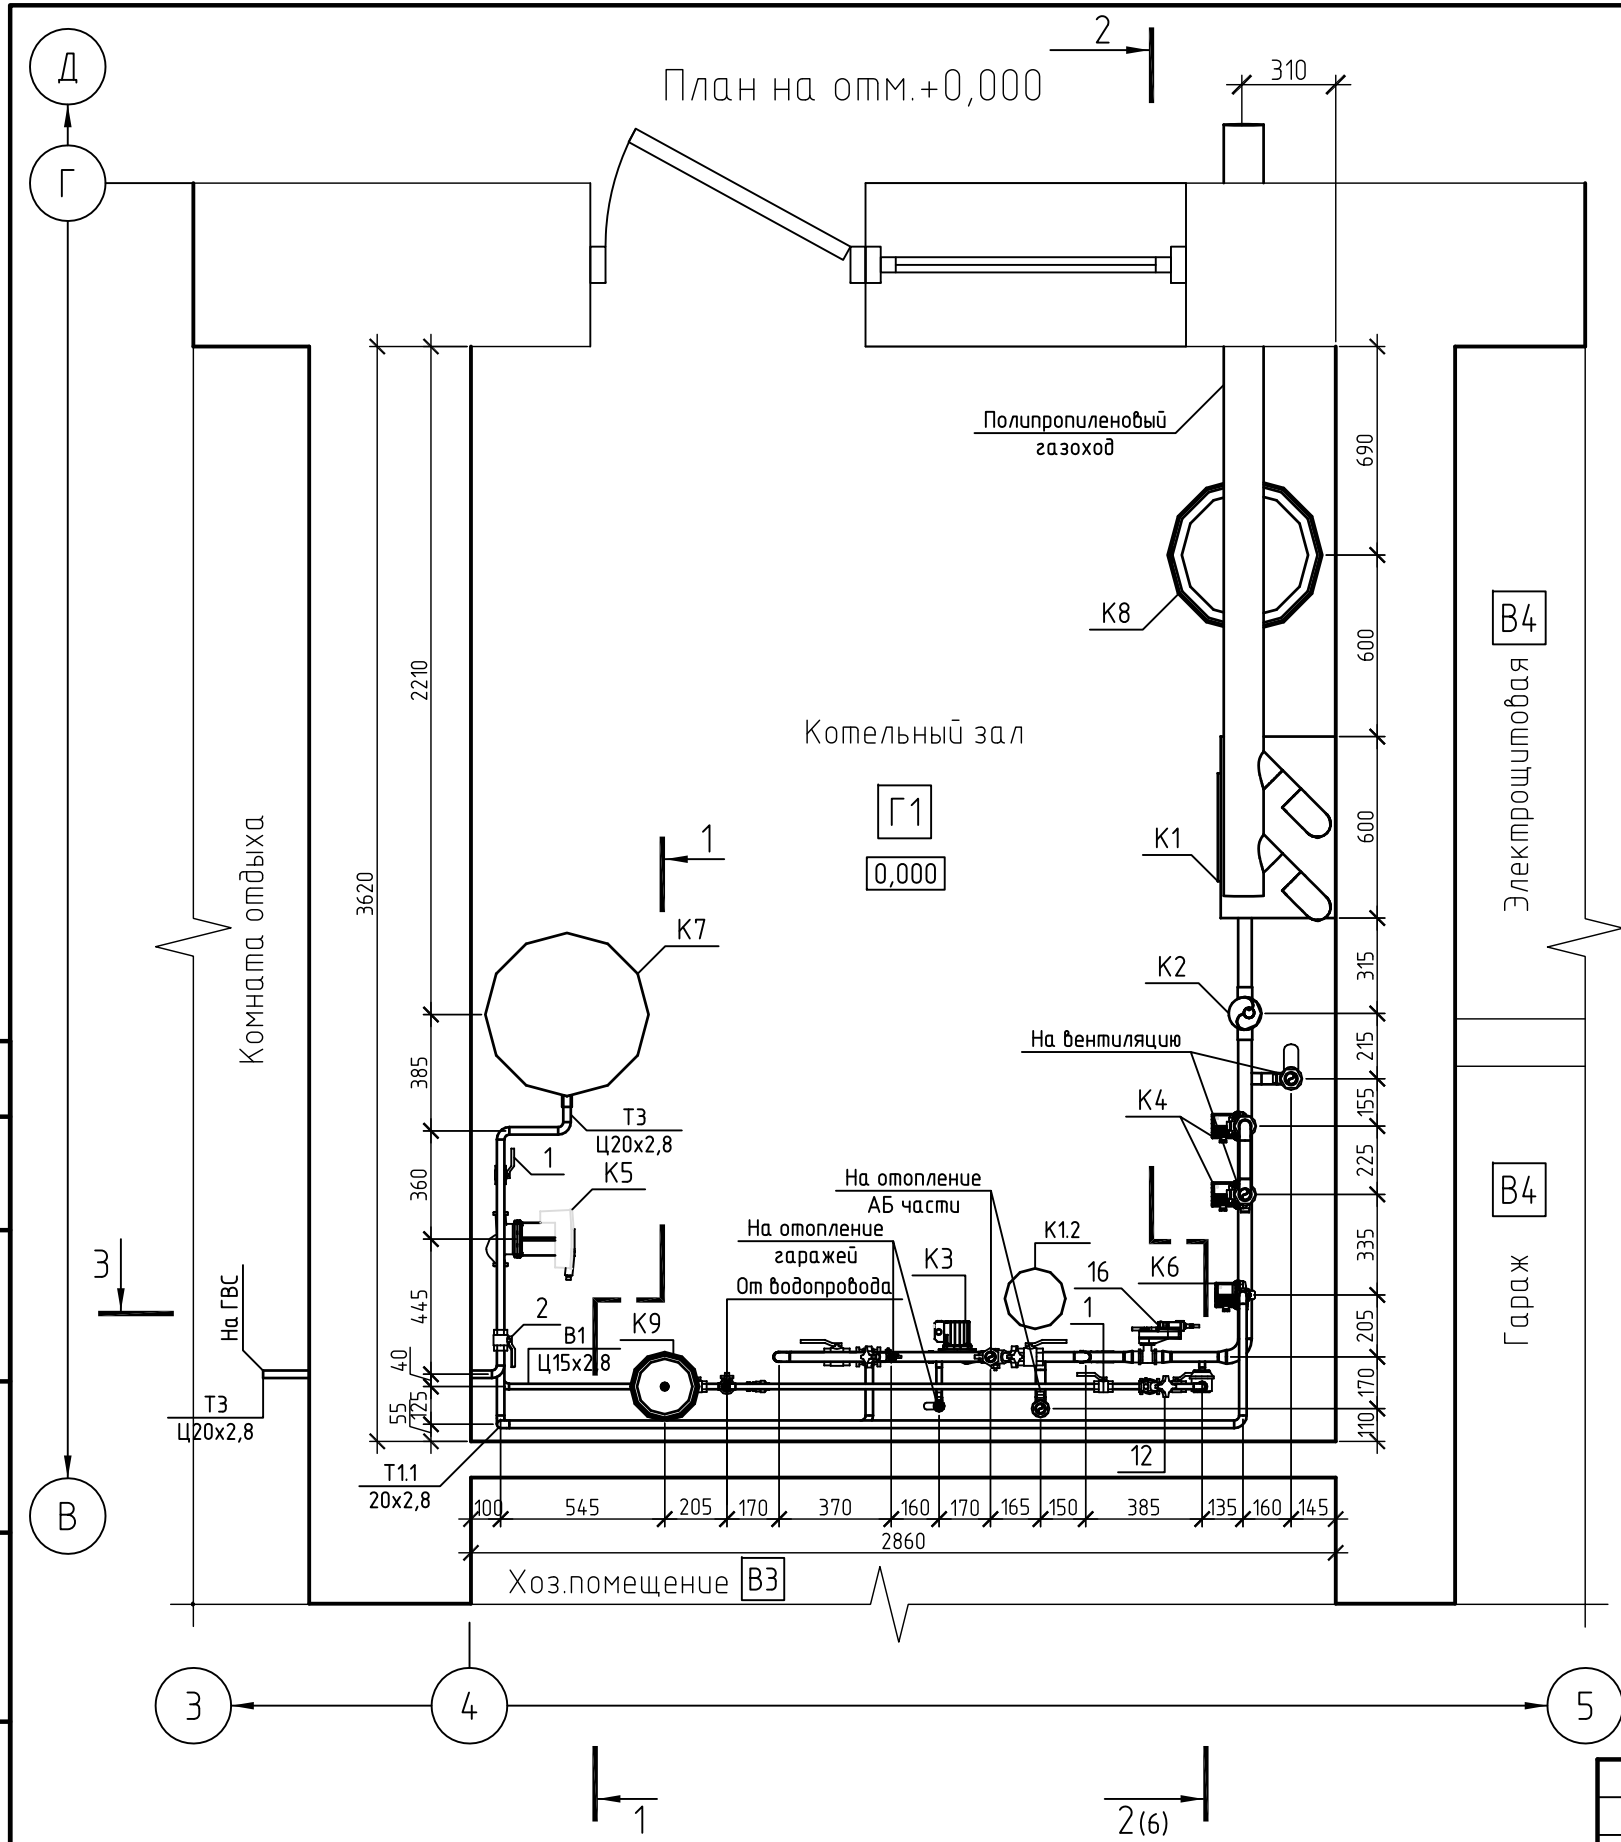 Д
Г
План на отм.+0,000
2
310
Полипропиленовый
газоход
690
К8
600
В4
Электрощитовая
2210
Котельный зал
Г1
0,000
1
К1
600
3620
Комната отдыха
К7
315
К2
На вентиляцию
215
385
К4
155
Т3
Ц20х2,8
1
К5
360
225
На отопление
АБ части
В4
На отопление
гаражей
К1.2
От водопровода
К3
16
К6
335
Гараж
3
На ГВС
445
2
В1
Ц15х2,8
К9
1
205
40
Т3
Ц20х2,8
55
125
170
110
12
Т1.1
20х2,8
В
100
545
205
170
370
160
170
165
150
385
135
160
145
2860
Хоз.помещение
В3
3
4
5
1
2(6)